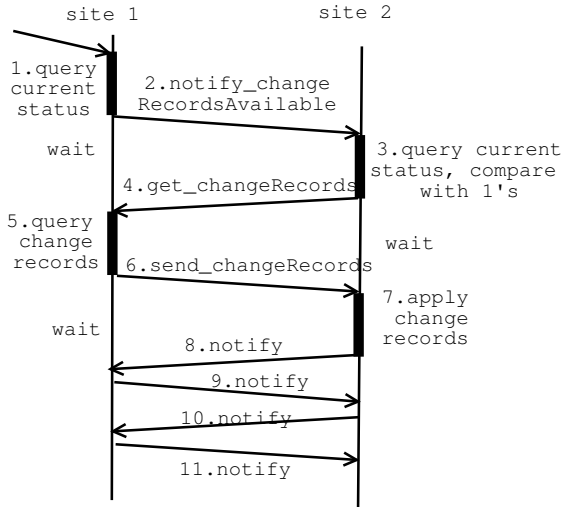 site 1
site 2
1.query
current
status
2.notify_change
RecordsAvailable
wait
3.query current
status, compare
with 1's
4.get_changeRecords
5.query
change
records
wait
6.send_changeRecords
7.apply
change
records
wait
8.notify
9.notify
10.notify
11.notify